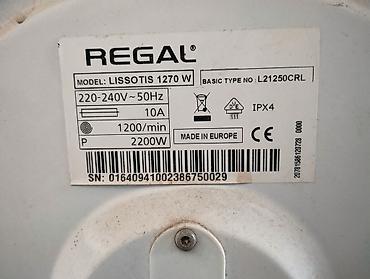 REGAL®
MODEL: LISSOTIS 1270 W
BASIC TYPE NO: L21250CRL
220-240V~50Hz
10A
IPX4
1200/min
MADE IN EUROPE
CE
P 2200W
SN: 01640941002386750029